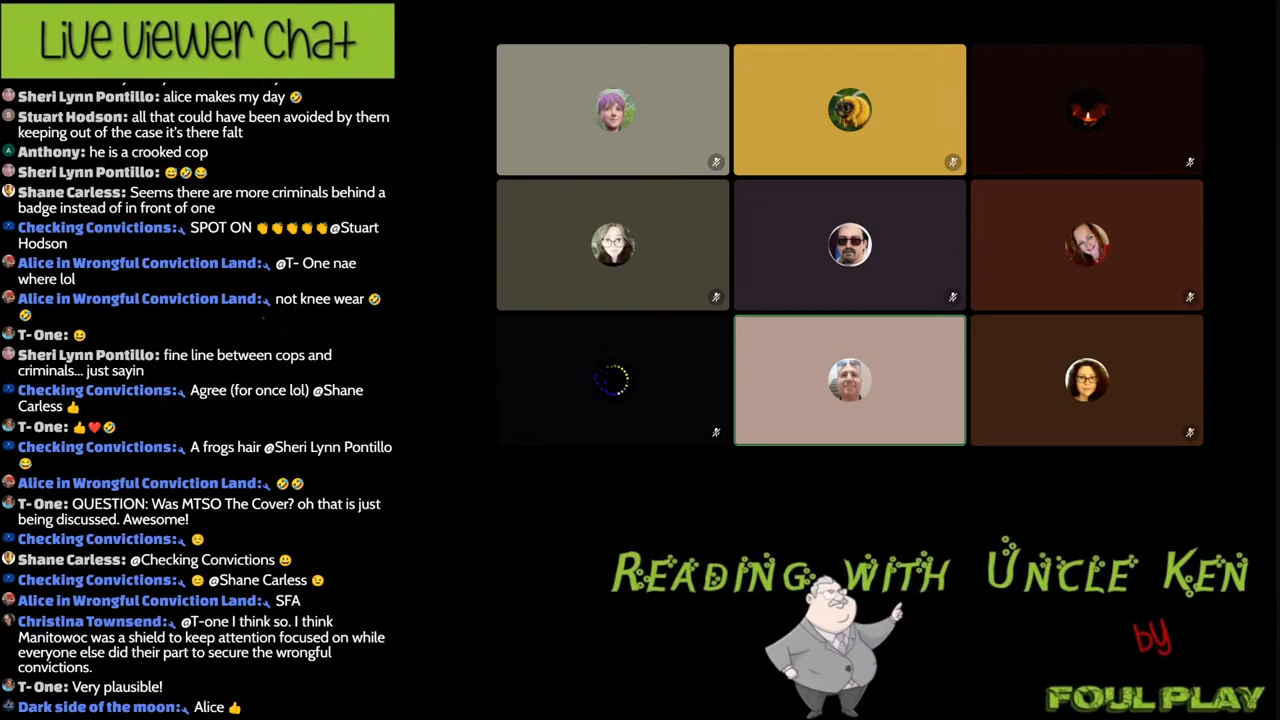 Live Viewer Chat
Sheri Lynn Pontillo: alice makes my day 🤣
Stuart Hodson: all that could have been avoided by them
keeping out of the case it's there falt
Anthony: he is a crooked cop
Sheri Lynn Pontillo: 😅🤣😂
Shane Carless: Seems there are more criminals behind a
badge instead of in front of one
Checking Convictions: SPOT ON 👏👏👏👏👏@Stuart
Hodson
Alice in Wrongful Conviction Land: @T- One nae
where lol
Alice in Wrongful Conviction Land: not knee wear 🤣
🤣
T- One: 😆
Sheri Lynn Pontillo: fine line between cops and
criminals... just sayin
Checking Convictions: Agree (for once lol) @Shane
Carless 👍
T- One: 👍❤️🤣
Checking Convictions: A frogs hair @Sheri Lynn Pontillo
😂
Alice in Wrongful Conviction Land: 🤣🤣
T- One: QUESTION: Was MTSO The Cover? oh that is just
being discussed. Awesome!
Checking Convictions: ☺️
Shane Carless: @Checking Convictions 😃
Checking Convictions: 😊 @Shane Carless 😉
Alice in Wrongful Conviction Land: SFA
Christina Townsend: @T-one I think so. I think
Manitowoc was a shield to keep attention focused on while
everyone else did their part to secure the wrongful
convictions.
T- One: Very plausible!
Dark side of the moon: Alice 👍
Reading with Uncle Ken
by
FOUL PLAY